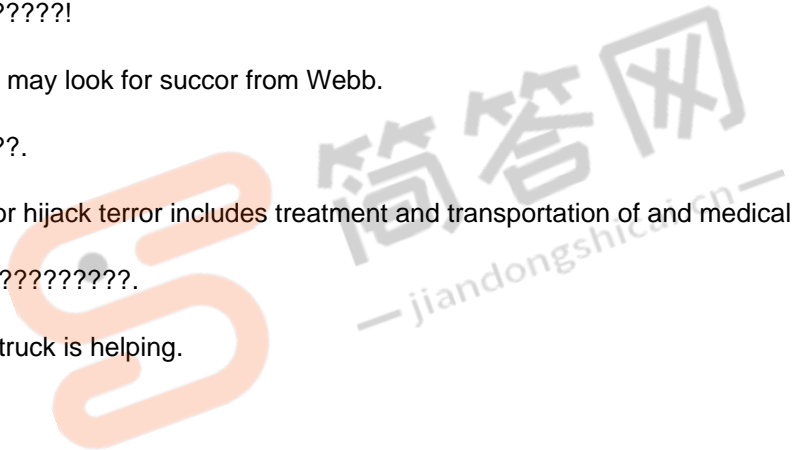 ?????!
may look for succor from Webb.
??.
or hijack terror includes treatment and transportation of and medical
?????????.
truck is helping.
简答网
— jiandongshicai.cn —